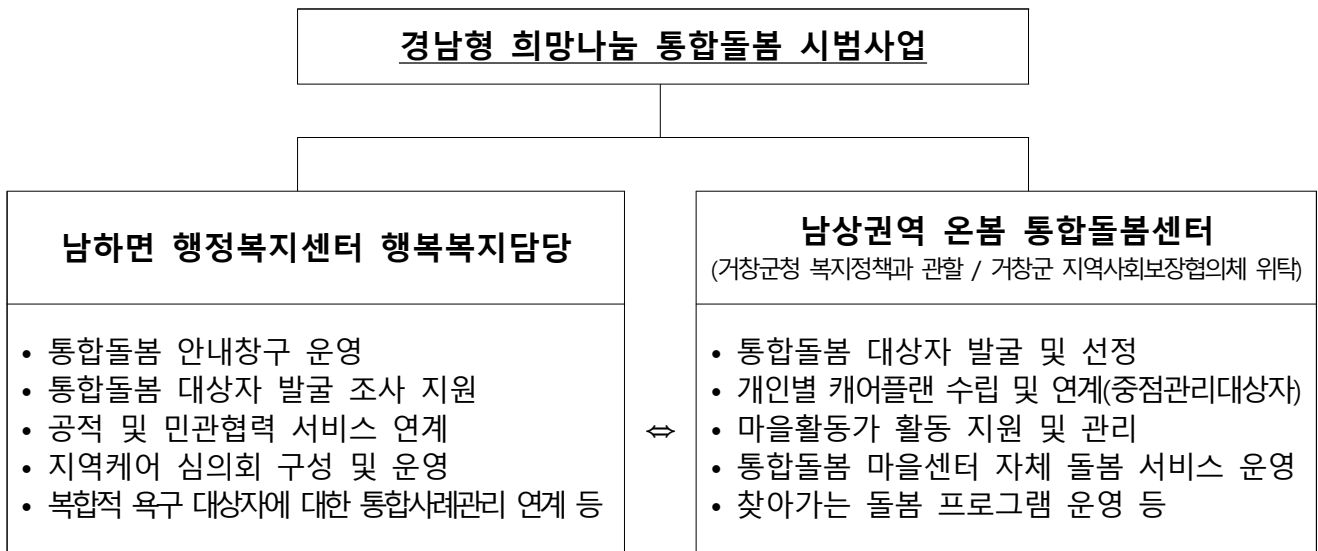 경남형 희망나눔 통합돌봄 시범사업
남하면 행정복지센터 행복복지담당
• 통합돌봄 안내창구 운영
• 통합돌봄 대상자 발굴 조사 지원
• 공적 및 민관협력 서비스 연계
• 지역케어 심의회 구성 및 운영
• 복합적 욕구 대상자에 대한 통합사례관리 연계 등
⇔
남상권역 온봄 통합돌봄센터
(거창군청 복지정책과 관할 / 거창군 지역사회보장협의체 위탁)
• 통합돌봄 대상자 발굴 및 선정
• 개인별 캐어플랜 수립 및 연계(중점관리대상자)
• 마을활동가 활동 지원 및 관리
• 통합돌봄 마을센터 자체 돌봄 서비스 운영
• 찾아가는 돌봄 프로그램 운영 등